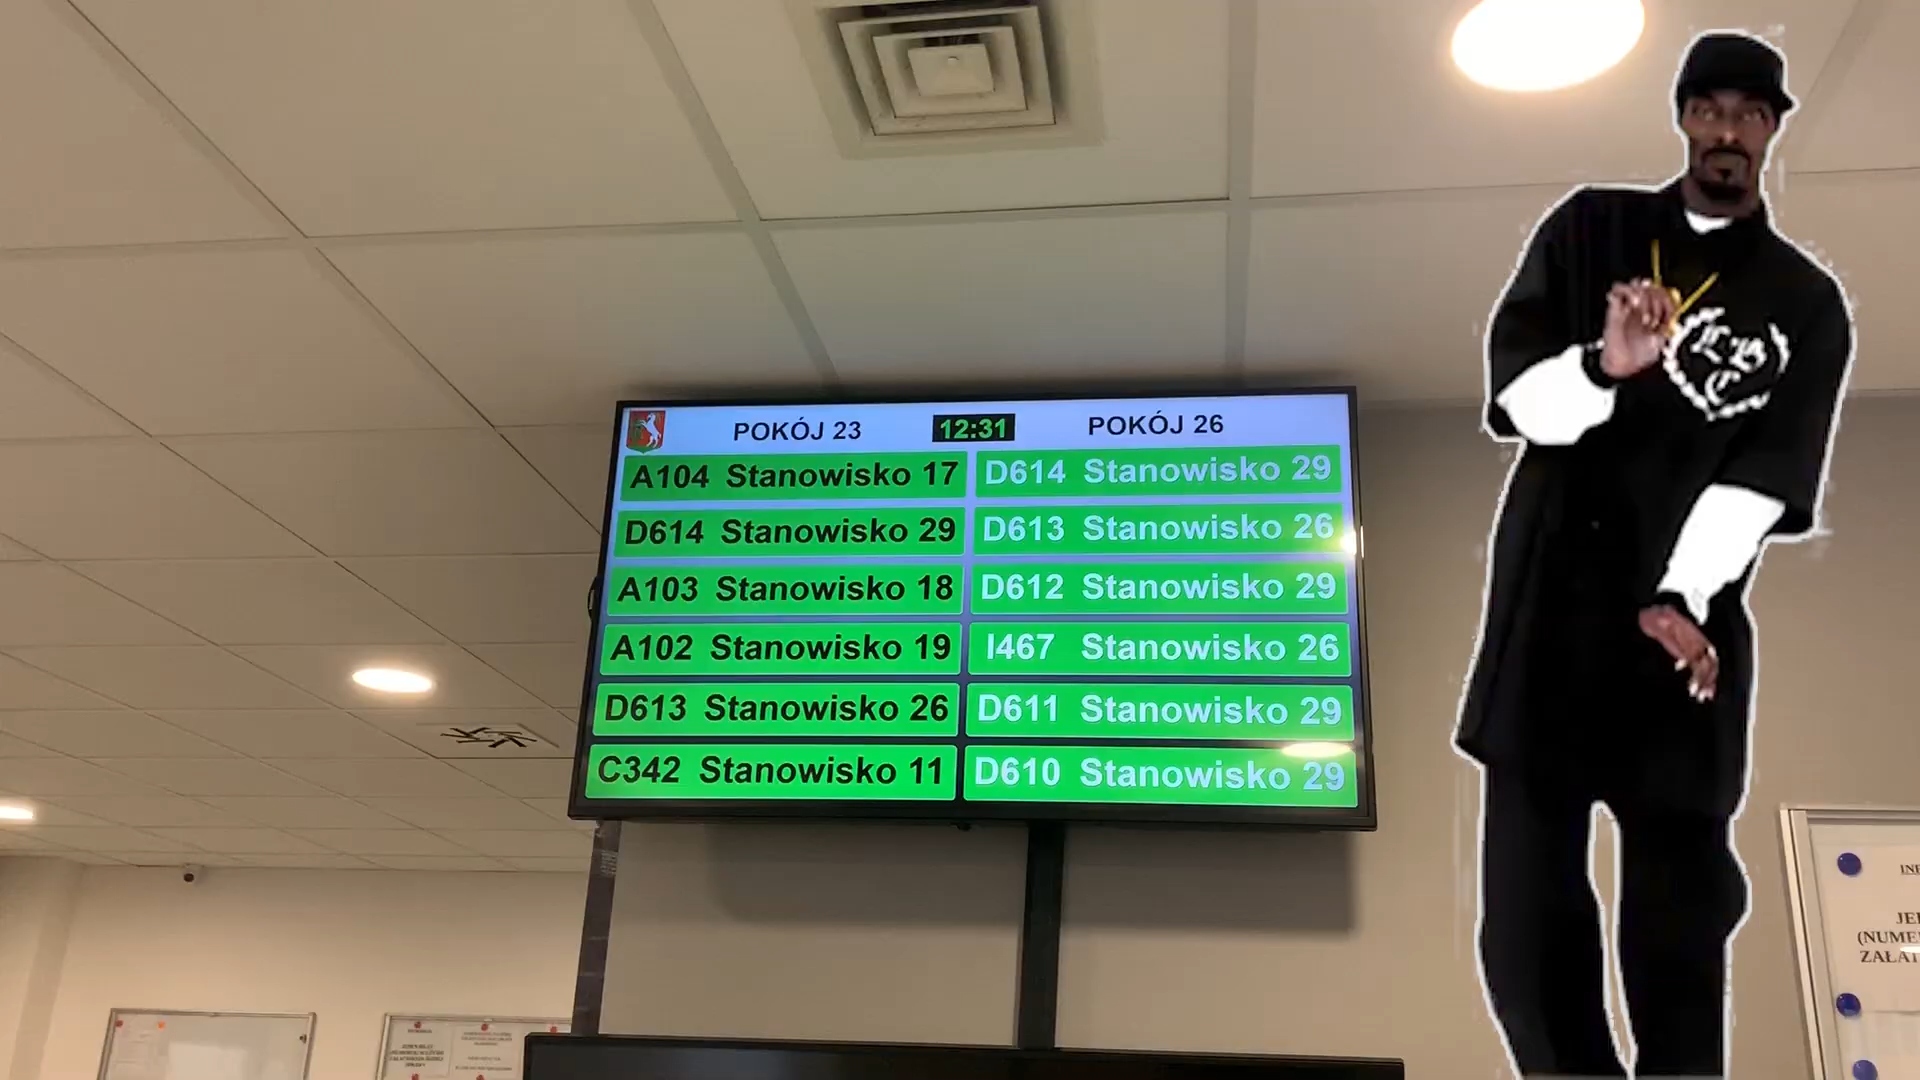 POKÓJ 23 12:31 POKÓJ 26
A104 Stanowisko 17 D614 Stanowisko 29
D614 Stanowisko 29 D613 Stanowisko 26
A103 Stanowisko 18 D612 Stanowisko 29
A102 Stanowisko 19 I467 Stanowisko 26
D613 Stanowisko 26 D611 Stanowisko 29
C342 Stanowisko 11 D610 Stanowisko 29
L B
C